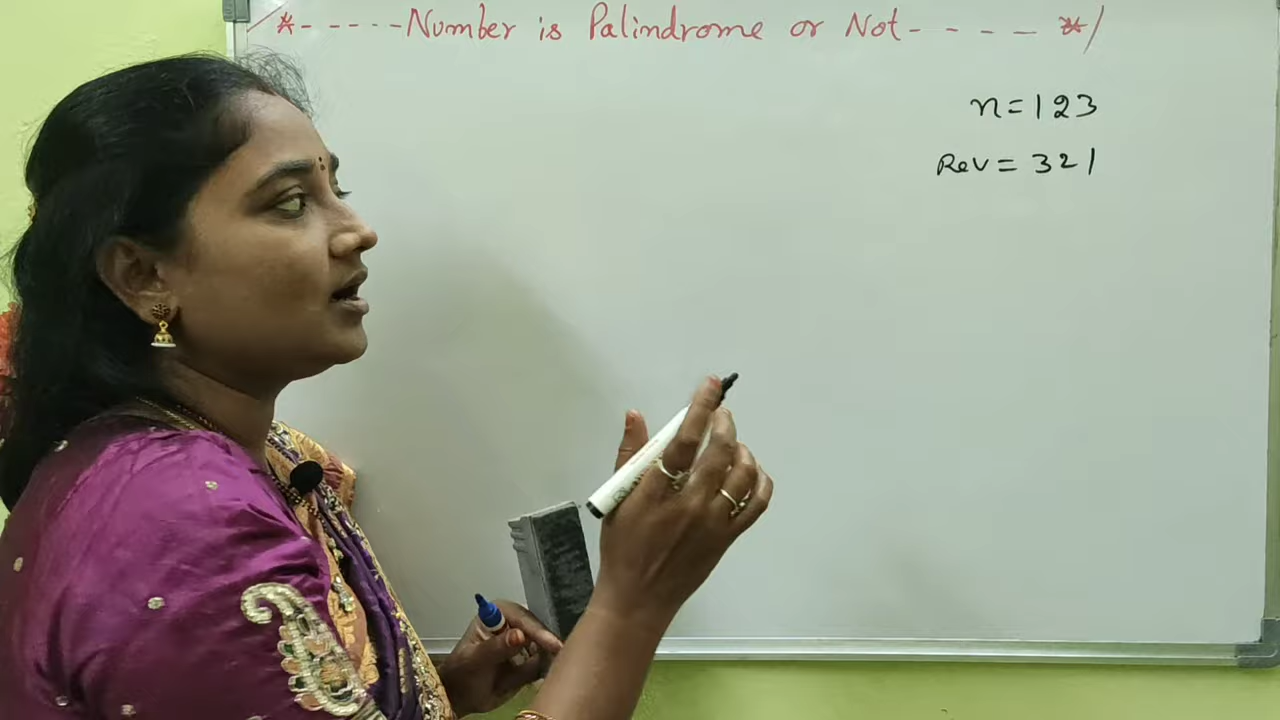 /*-----Number is Palindrome or Not-----*/
n=123
Rev=321